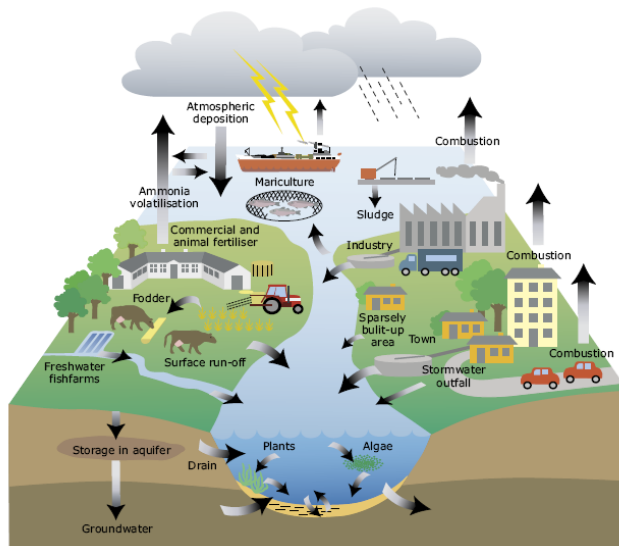 Atmospheric
deposition
Combustion
Mariculture
Ammonia
volatilisation
Sludge
Commercial and
animal fertiliser
Industry
Combustion
Fodder
Sparsely
bulit-up
area
Town
Freshwater
fishfarms
Surface run-off
Stormwater
outfall
Combustion
Storage in aquifer
Drain
Plants
Algae
Groundwater